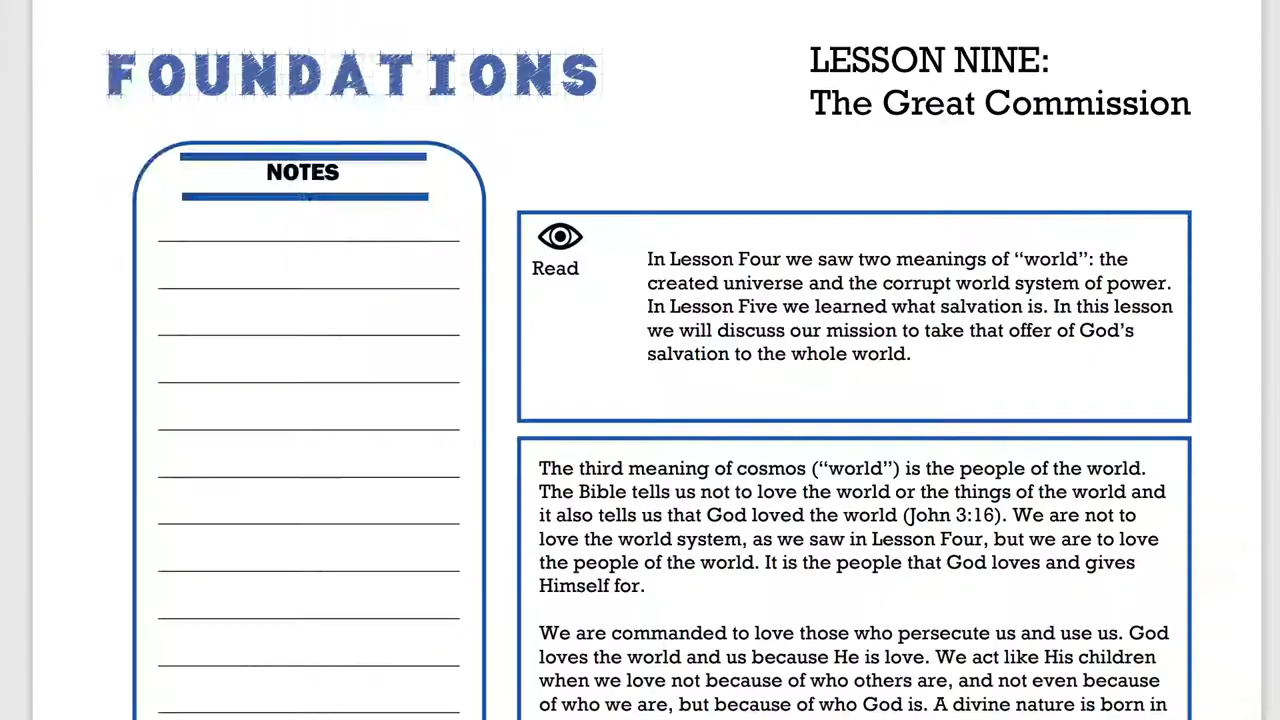 FOUNDATIONS
LESSON NINE:
The Great Commission
NOTES
Read
In Lesson Four we saw two meanings of “world”: the
created universe and the corrupt world system of power.
In Lesson Five we learned what salvation is. In this lesson
we will discuss our mission to take that offer of God’s
salvation to the whole world.
The third meaning of cosmos (“world”) is the people of the world.
The Bible tells us not to love the world or the things of the world and
it also tells us that God loved the world (John 3:16). We are not to
love the world system, as we saw in Lesson Four, but we are to love
the people of the world. It is the people that God loves and gives
Himself for.
We are commanded to love those who persecute us and use us. God
loves the world and us because He is love. We act like His children
when we love not because of who others are, and not even because
of who we are, but because of who God is. A divine nature is born in